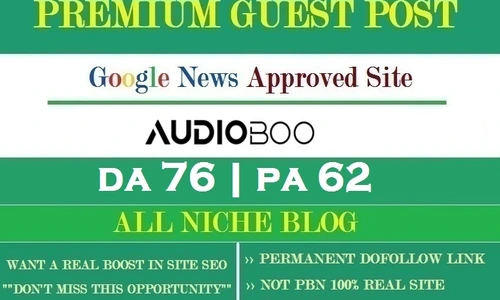 PREMIUM GUEST POST
Google News Approved Site
AUDIOBOO
DA 76 | PA 62
ALL NICHE BLOG
WANT A REAL BOOST IN SITE SEO
""DON'T MISS THIS OPPORTUNITY""
›› PERMANENT DOFOLLOW LINK
›› NOT PBN 100% REAL SITE